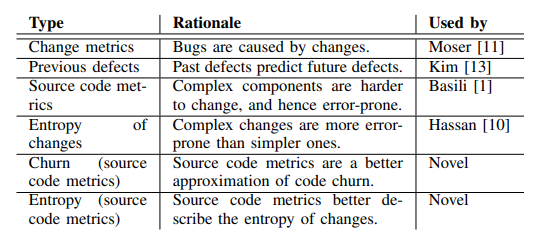 Type Rationale Used by
Change metrics Bugs are caused by changes. Moser [11]
Previous defects Past defects predict future defects. Kim [13]
Source code met- Complex components are harder Basili [1]
rics to change, and hence error-prone.
Entropy of Complex changes are more error- Hassan [10]
changes prone than simpler ones.
Churn (source Source code metrics are a better Novel
code metrics) approximation of code churn.
Entropy (source Source code metrics better de- Novel
code metrics) scribe the entropy of changes.